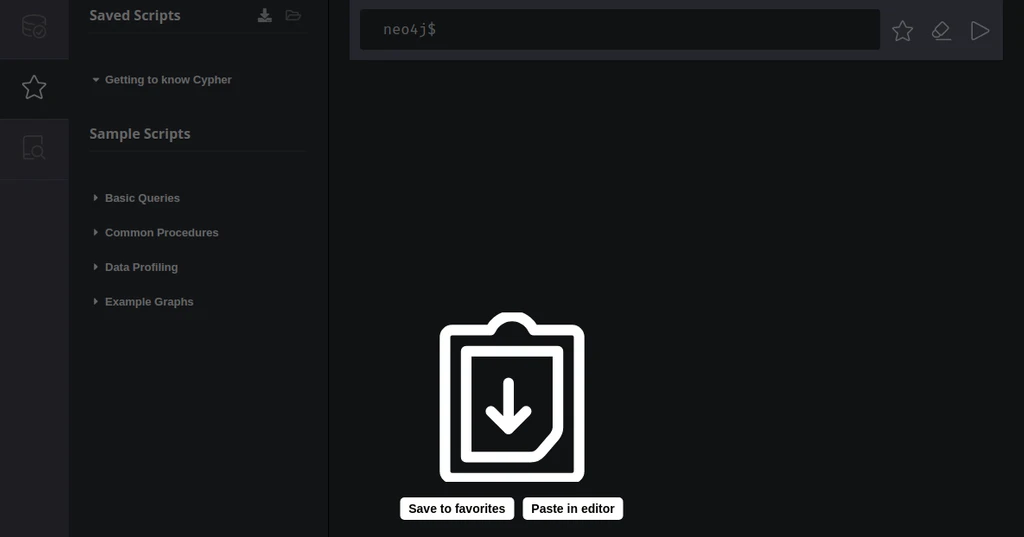 Saved Scripts
neo4j$
Getting to know Cypher
Sample Scripts
Basic Queries
Common Procedures
Data Profiling
Example Graphs
Save to favorites
Paste in editor